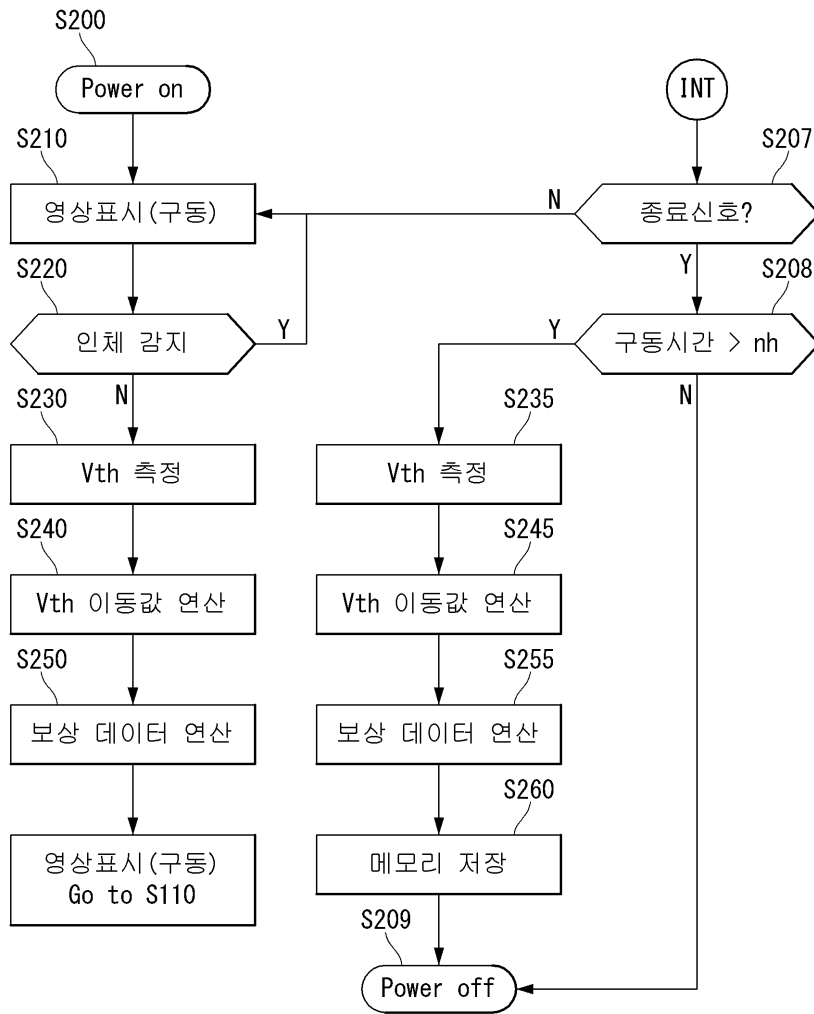 S200
Power on
INT
S210
S207
영상표시(구동)
N
종료신호?
S220
Y
S208
인체 감지
Y
Y
구동시간 > nh
N
N
S230
S235
Vth 측정
Vth 측정
S240
S245
Vth 이동값 연산
Vth 이동값 연산
S250
S255
보상 데이터 연산
보상 데이터 연산
S260
영상표시(구동)
Go to S110
메모리 저장
S209
Power off